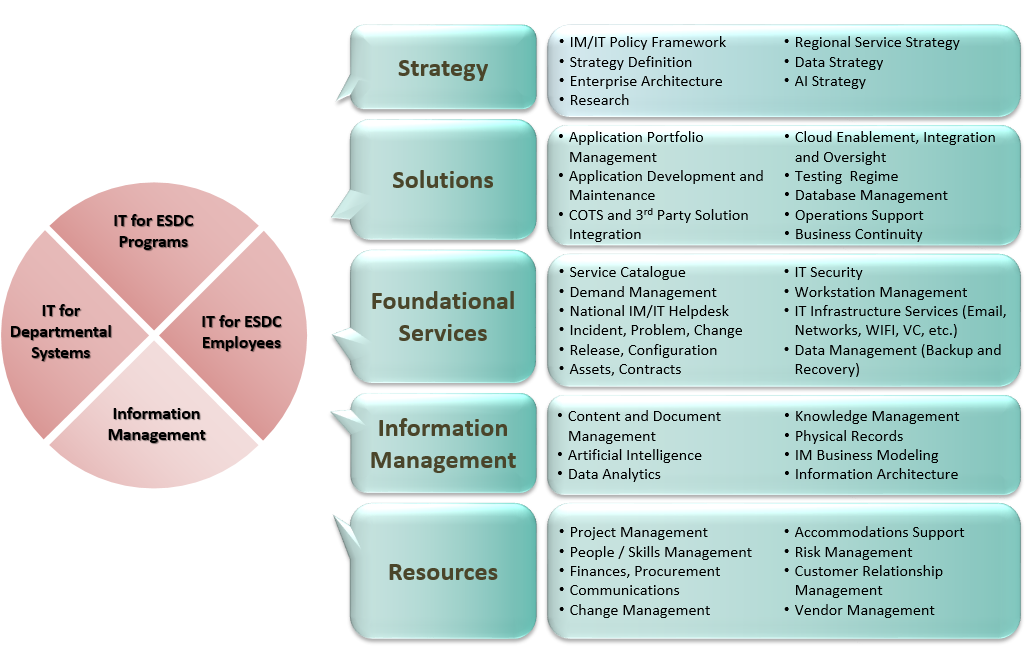 IT for ESDC
Programs
IT for
Departmental
Systems
IT for ESDC
Employees
Information
Management
Strategy
• IM/IT Policy Framework
• Strategy Definition
• Enterprise Architecture
• Research
• Regional Service Strategy
• Data Strategy
• AI Strategy
Solutions
• Application Portfolio
Management
• Application Development and
Maintenance
• COTS and 3rd Party Solution
Integration
• Cloud Enablement, Integration
and Oversight
• Testing Regime
• Database Management
• Operations Support
• Business Continuity
Foundational
Services
• Service Catalogue
• Demand Management
• National IM/IT Helpdesk
• Incident, Problem, Change
• Release, Configuration
• Assets, Contracts
• IT Security
• Workstation Management
• IT Infrastructure Services (Email,
Networks, WIFI, VC, etc.)
• Data Management (Backup and
Recovery)
Information
Management
• Content and Document
Management
• Artificial Intelligence
• Data Analytics
• Knowledge Management
• Physical Records
• IM Business Modeling
• Information Architecture
Resources
• Project Management
• People / Skills Management
• Finances, Procurement
• Communications
• Change Management
• Accommodations Support
• Risk Management
• Customer Relationship
Management
• Vendor Management